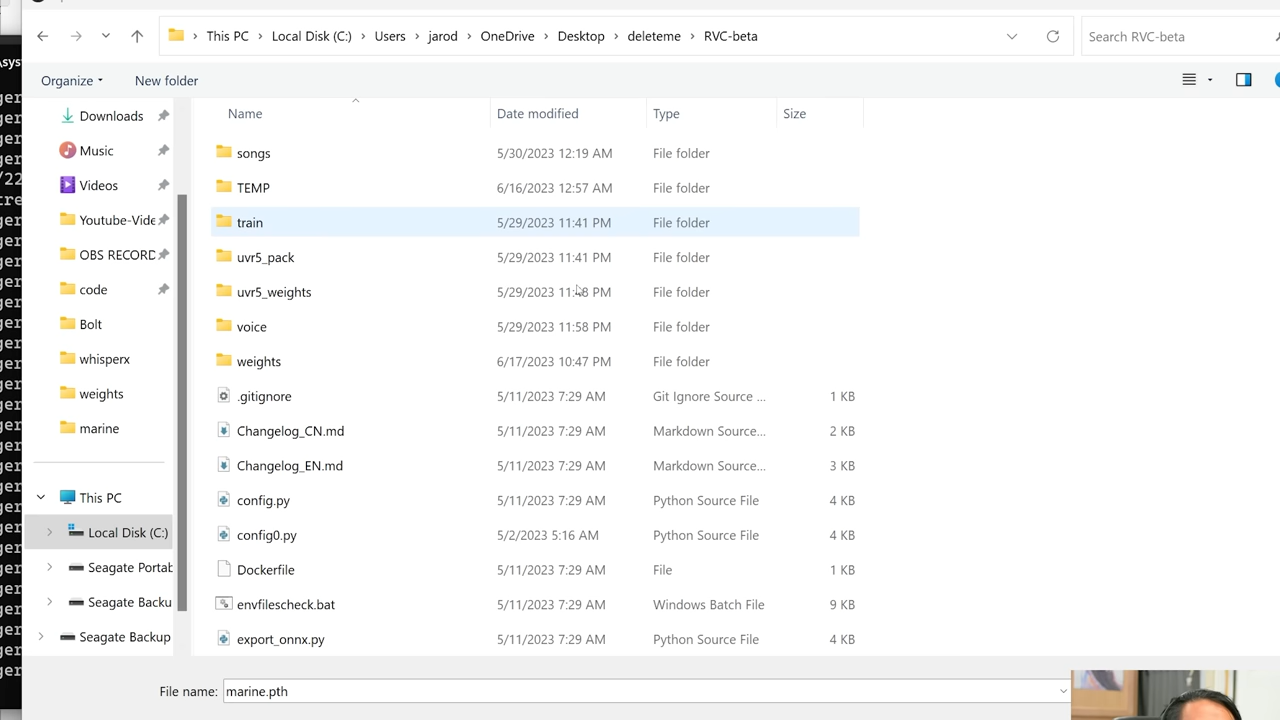 This PC > Local Disk (C:) > Users > jarod > OneDrive > Desktop > deleteme > RVC-beta
Search RVC-beta
Organize
New folder
Downloads
Music
Videos
Youtube-Vide
OBS RECORD
code
Bolt
whisperx
weights
marine
This PC
Local Disk (C:)
Seagate Portab
Seagate Backu
Seagate Backup
Name Date modified Type Size
songs 5/30/2023 12:19 AM File folder
TEMP 6/16/2023 12:57 AM File folder
train 5/29/2023 11:41 PM File folder
uvr5_pack 5/29/2023 11:41 PM File folder
uvr5_weights 5/29/2023 11:48 PM File folder
voice 5/29/2023 11:58 PM File folder
weights 6/17/2023 10:47 PM File folder
.gitignore 5/11/2023 7:29 AM Git Ignore Source ... 1 KB
Changelog_CN.md 5/11/2023 7:29 AM Markdown Source... 2 KB
Changelog_EN.md 5/11/2023 7:29 AM Markdown Source... 3 KB
config.py 5/11/2023 7:29 AM Python Source File 4 KB
config0.py 5/2/2023 5:16 AM Python Source File 4 KB
Dockerfile 5/11/2023 7:29 AM File 1 KB
envfilescheck.bat 5/11/2023 7:29 AM Windows Batch File 9 KB
export_onnx.py 5/11/2023 7:29 AM Python Source File 4 KB
File name: marine.pth